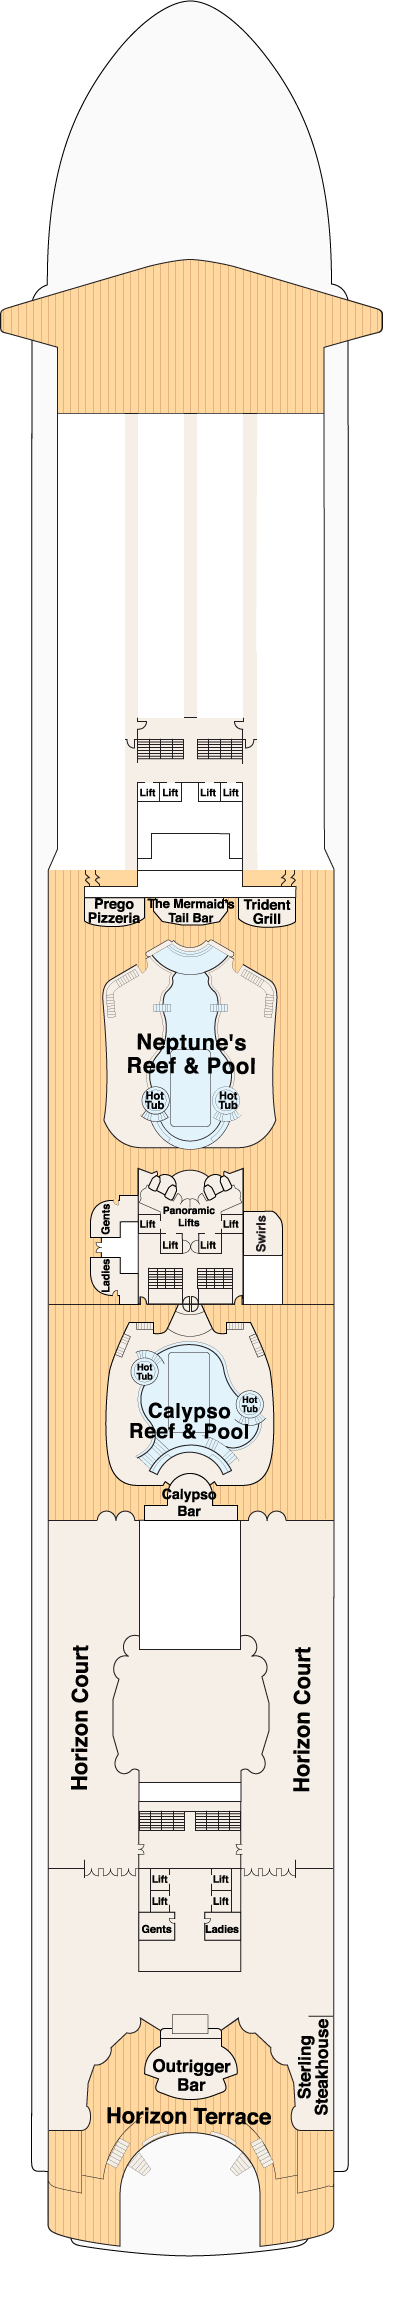 Lift Lift Lift Lift
Prego
Pizzeria
The Mermaid's
Tail Bar
Trident
Grill
Neptune's
Reef & Pool
Hot
Tub
Hot
Tub
Gents
Ladies
Panoramic
Lifts
Lift
Lift
Lift
Lift
Swirls
Hot
Tub
Hot
Tub
Calypso
Reef & Pool
Calypso
Bar
Horizon Court
Horizon Court
Lift
Lift
Lift
Lift
Gents
Ladies
Sterling
Steakhouse
Outrigger
Bar
Horizon Terrace